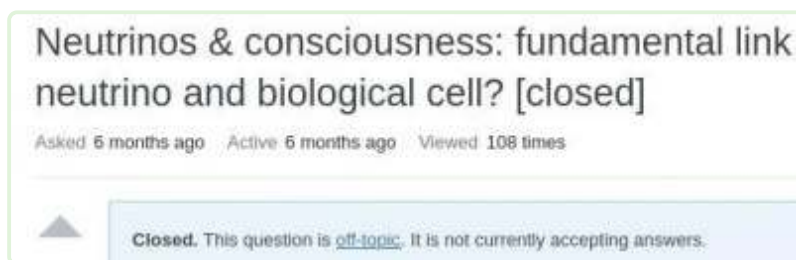 Neutrinos & consciousness: fundamental link
neutrino and biological cell? [closed]
Asked 6 months ago Active 6 months ago Viewed 108 times
Closed. This question is off-topic. It is not currently accepting answers.